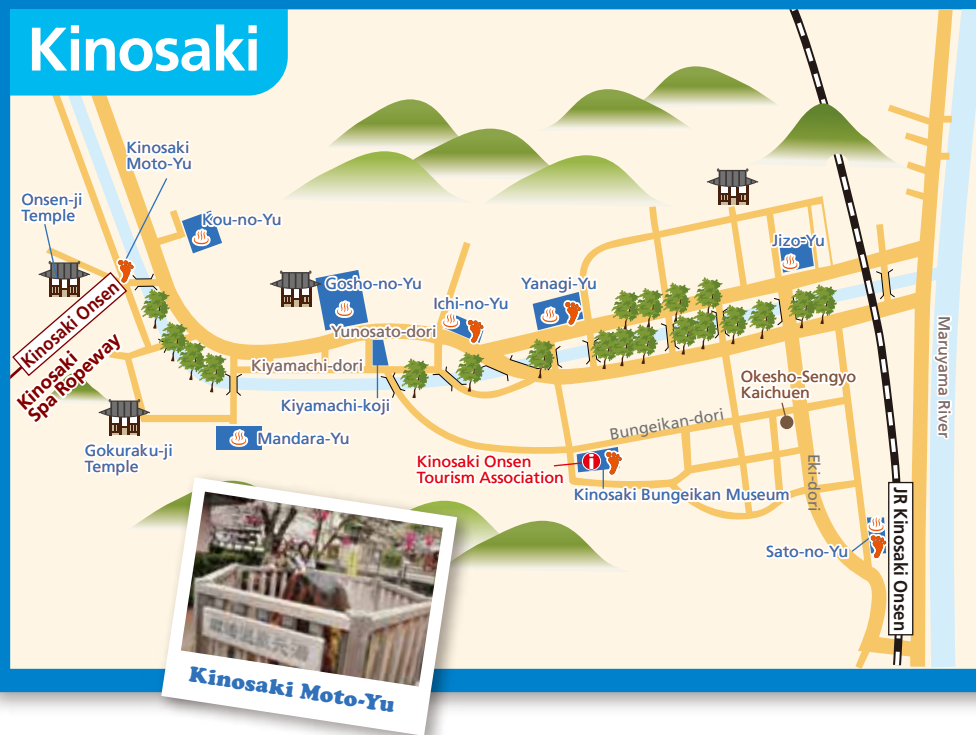 Kinosaki
Kinosaki
Moto-Yu
Onsen-ji
Temple
Kou-no-Yu
Jizo-Yu
Gosho-no-Yu
Yanagi-Yu
Ichi-no-Yu
Kinosaki Onsen
Kinosaki
Spa Ropeway
Yunosato-dori
Kiyamachi-dori
Maruyama River
Okesho-Sengyo
Kaichuen
Kiyamachi-koji
Bungeikan-dori
Mandara-Yu
Gokuraku-ji
Temple
Kinosaki Onsen
Tourism Association
Eki-dori
Kinosaki Bungeikan Museum
JR Kinosaki Onsen
Sato-no-Yu
Kinosaki Moto-Yu